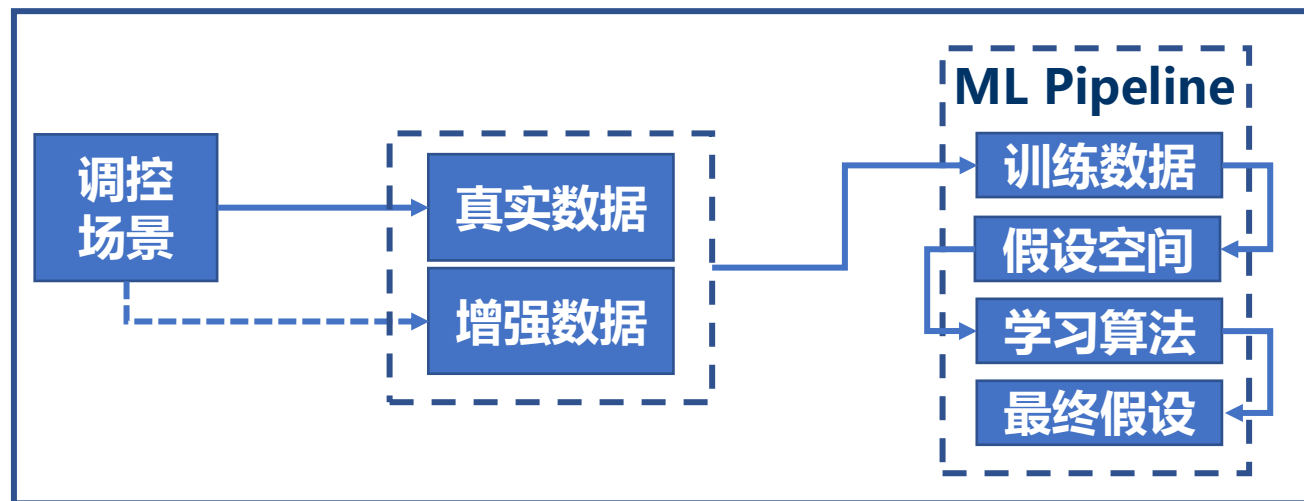 调控
场景
真实数据
增强数据
ML Pipeline
训练数据
假设空间
学习算法
最终假设